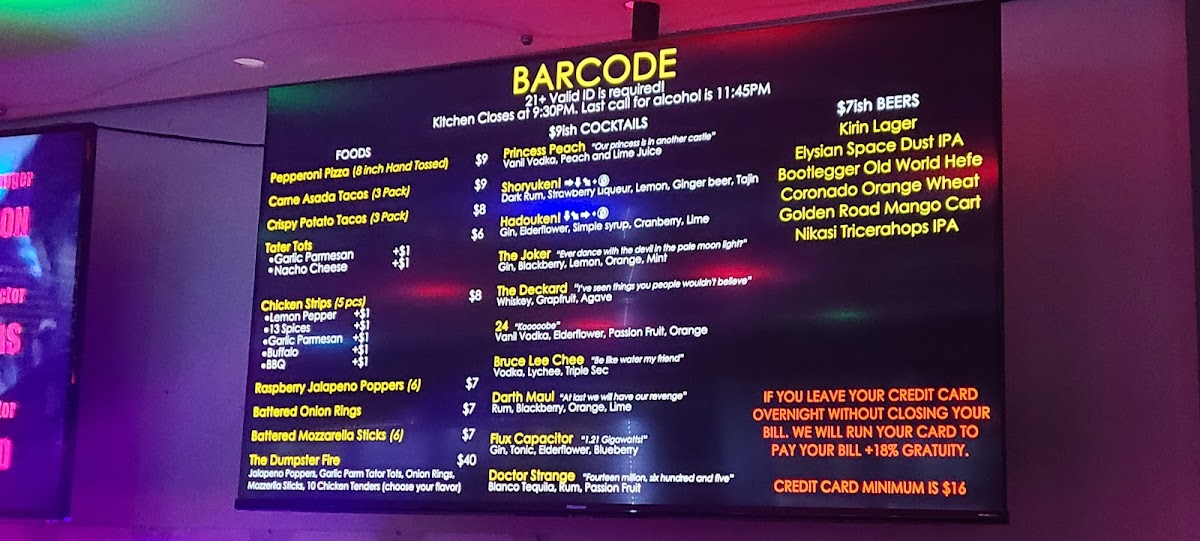 BARCODE
21+ Valid ID is required!
Kitchen Closes at 9:30PM. Last call for alcohol is 11:45PM
FOODS
Pepperoni Pizza (8 inch Hand Tossed) $9
Carne Asada Tacos (3 Pack) $9
Crispy Potato Tacos (3 Pack) $8
Tater Tots $6
•Garlic Parmesan +$1
•Nacho Cheese +$1
Chicken Strips (5 pcs) $8
•Lemon Pepper +$1
•13 Spices +$1
•Garlic Parmesan +$1
•Buffalo +$1
•BBQ +$1
Raspberry Jalapeno Poppers (6) $7
Battered Onion Rings $7
Battered Mozzarella Sticks (6) $7
The Dumpster Fire $40
Jalapeno Poppers, Garlic Parm Tator Tots, Onion Rings,
Mozzerlla Sticks, 10 Chicken Tenders (choose your flavor)
$9ish COCKTAILS
Princess Peach "Our princess is in another castle"
Vanil Vodka, Peach and Lime Juice
Shoryuken!
Dark Rum, Strawberry Liqueur, Lemon, Ginger beer, Tajin
Hadouken!
Gin, Elderflower, Simple syrup, Cranberry, Lime
The Joker "Ever dance with the devil in the pale moon light?"
Gin, Blackberry, Lemon, Orange, Mint
The Deckard "I've seen things you people wouldn't believe"
Whiskey, Grapfruit, Agave
24 "Kooooobe"
Vanil Vodka, Elderflower, Passion Fruit, Orange
Bruce Lee Chee "Be like water my friend"
Vodka, Lychee, Triple Sec
Darth Maul "At last we will have our revenge"
Rum, Blackberry, Orange, Lime
Flux Capacitor "1.21 Gigawatts!"
Gin, Tonic, Elderflower, Blueberry
Doctor Strange "Fourteen million, six hundred and five"
Blanco Tequila, Rum, Passion Fruit
$7ish BEERS
Kirin Lager
Elysian Space Dust IPA
Bootlegger Old World Hefe
Coronado Orange Wheat
Golden Road Mango Cart
Nikasi Tricerahops IPA
IF YOU LEAVE YOUR CREDIT CARD
OVERNIGHT WITHOUT CLOSING YOUR
BILL. WE WILL RUN YOUR CARD TO
PAY YOUR BILL +18% GRATUITY.
CREDIT CARD MINIMUM IS $16
Hisense